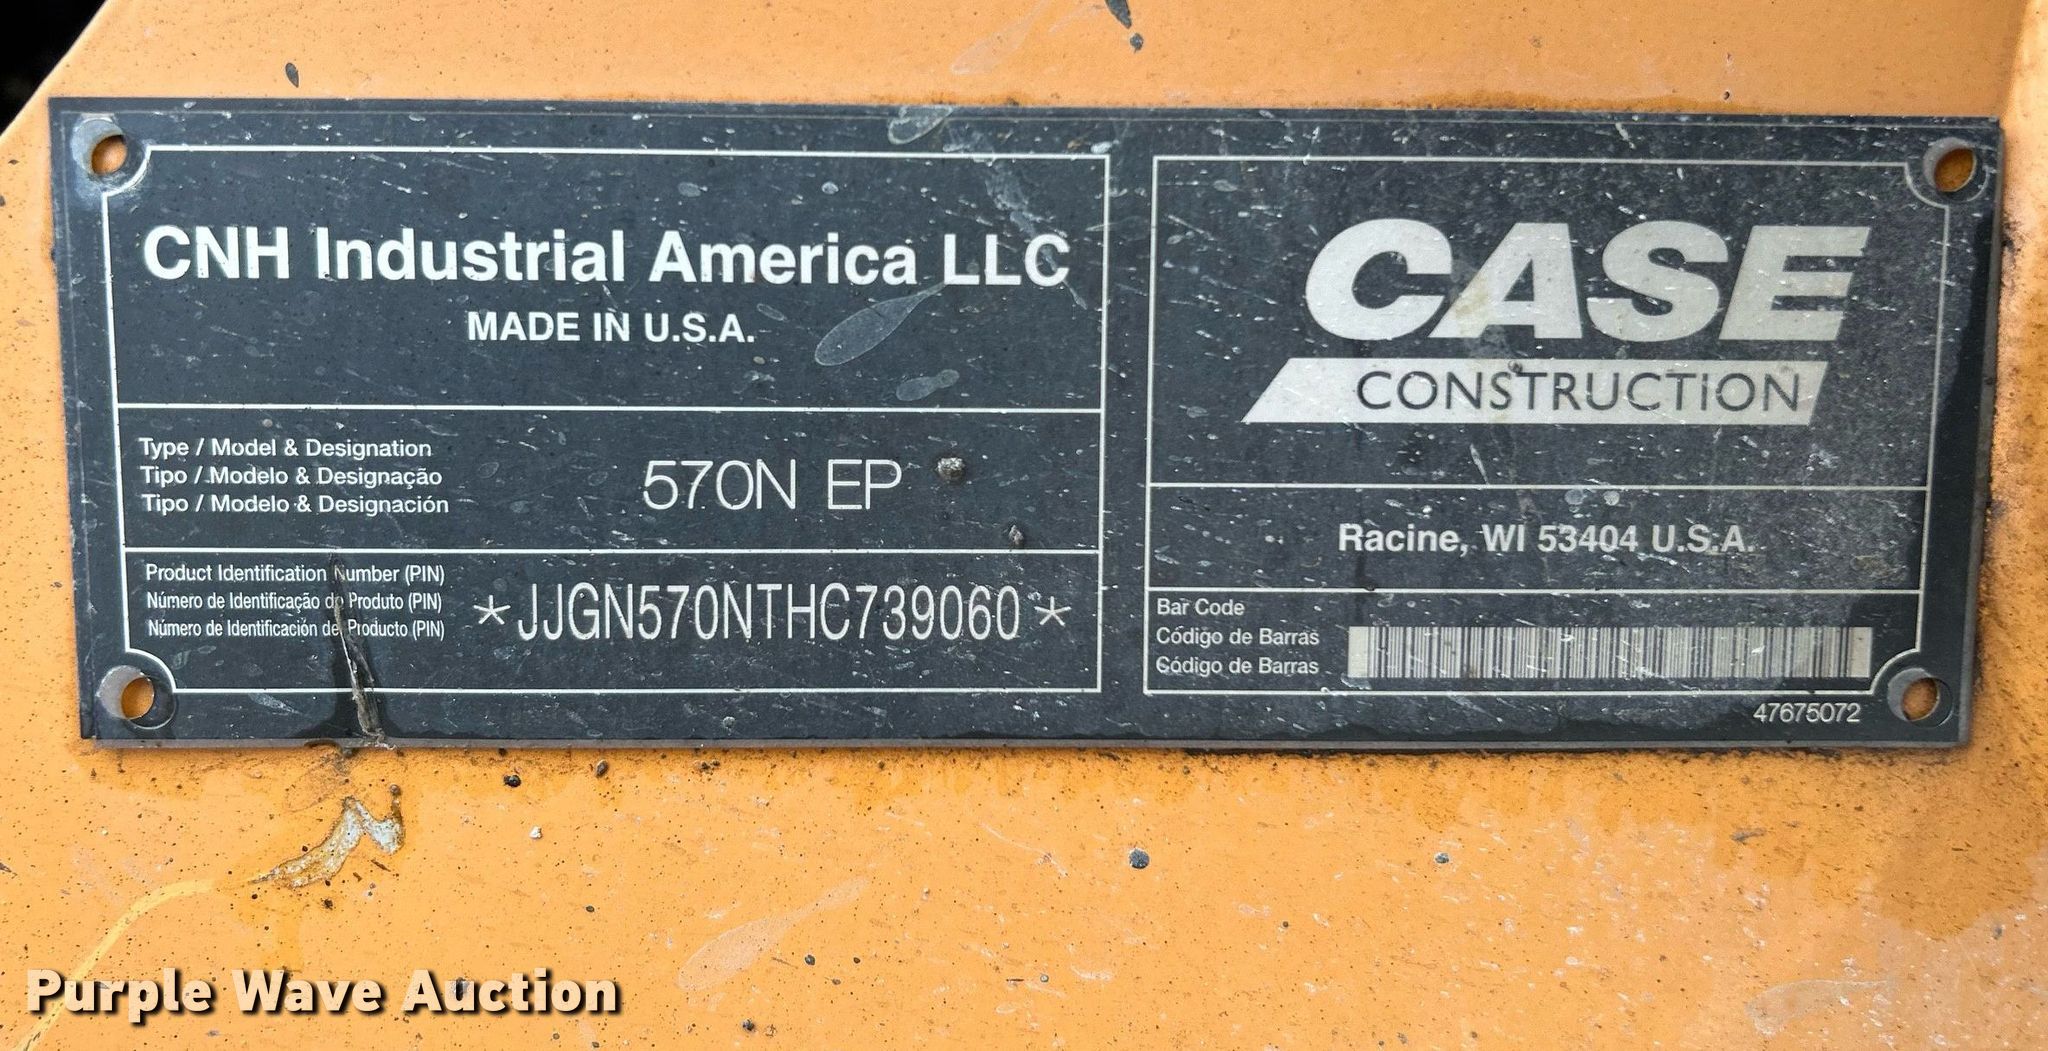 CNH Industrial America LLC
MADE IN U.S.A.
Type / Model & Designation
Tipo / Modelo & Designação
Tipo / Modelo & Designación
570N EP
Product Identification Number (PIN)
Número de Identificação do Produto (PIN)
Número de Identificación del Producto (PIN)
*JJGN570NTHC739060*
CASE
CONSTRUCTION
Racine, WI 53404 U.S.A.
Bar Code
Código de Barras
Código de Barras
47675072
Purple Wave Auction